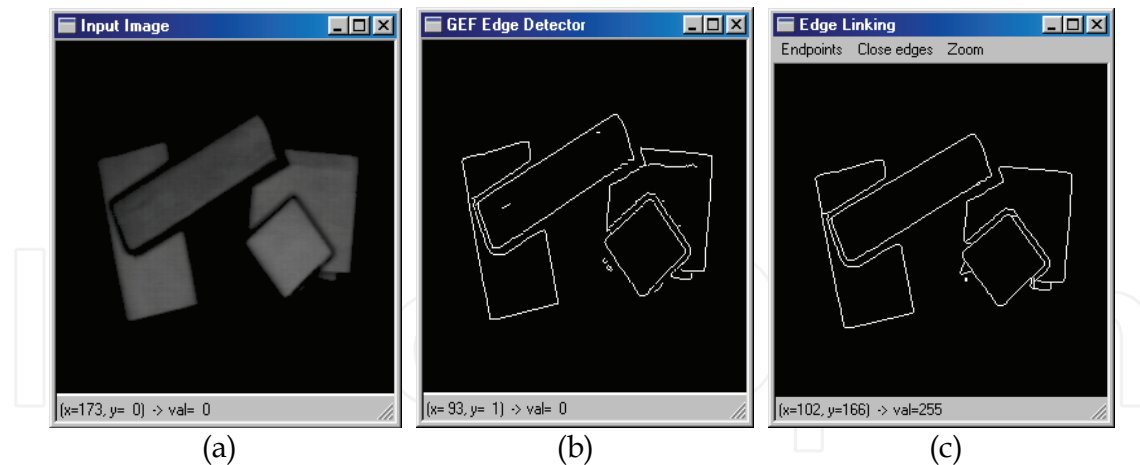 Input Image
GEF Edge Detector
Edge Linking
Endpoints Close edges Zoom
(x=173, y= 0) -> val= 0
(x= 93, y= 1) -> val= 0
(x=102, y=166) -> val=255
(a)
(b)
(c)